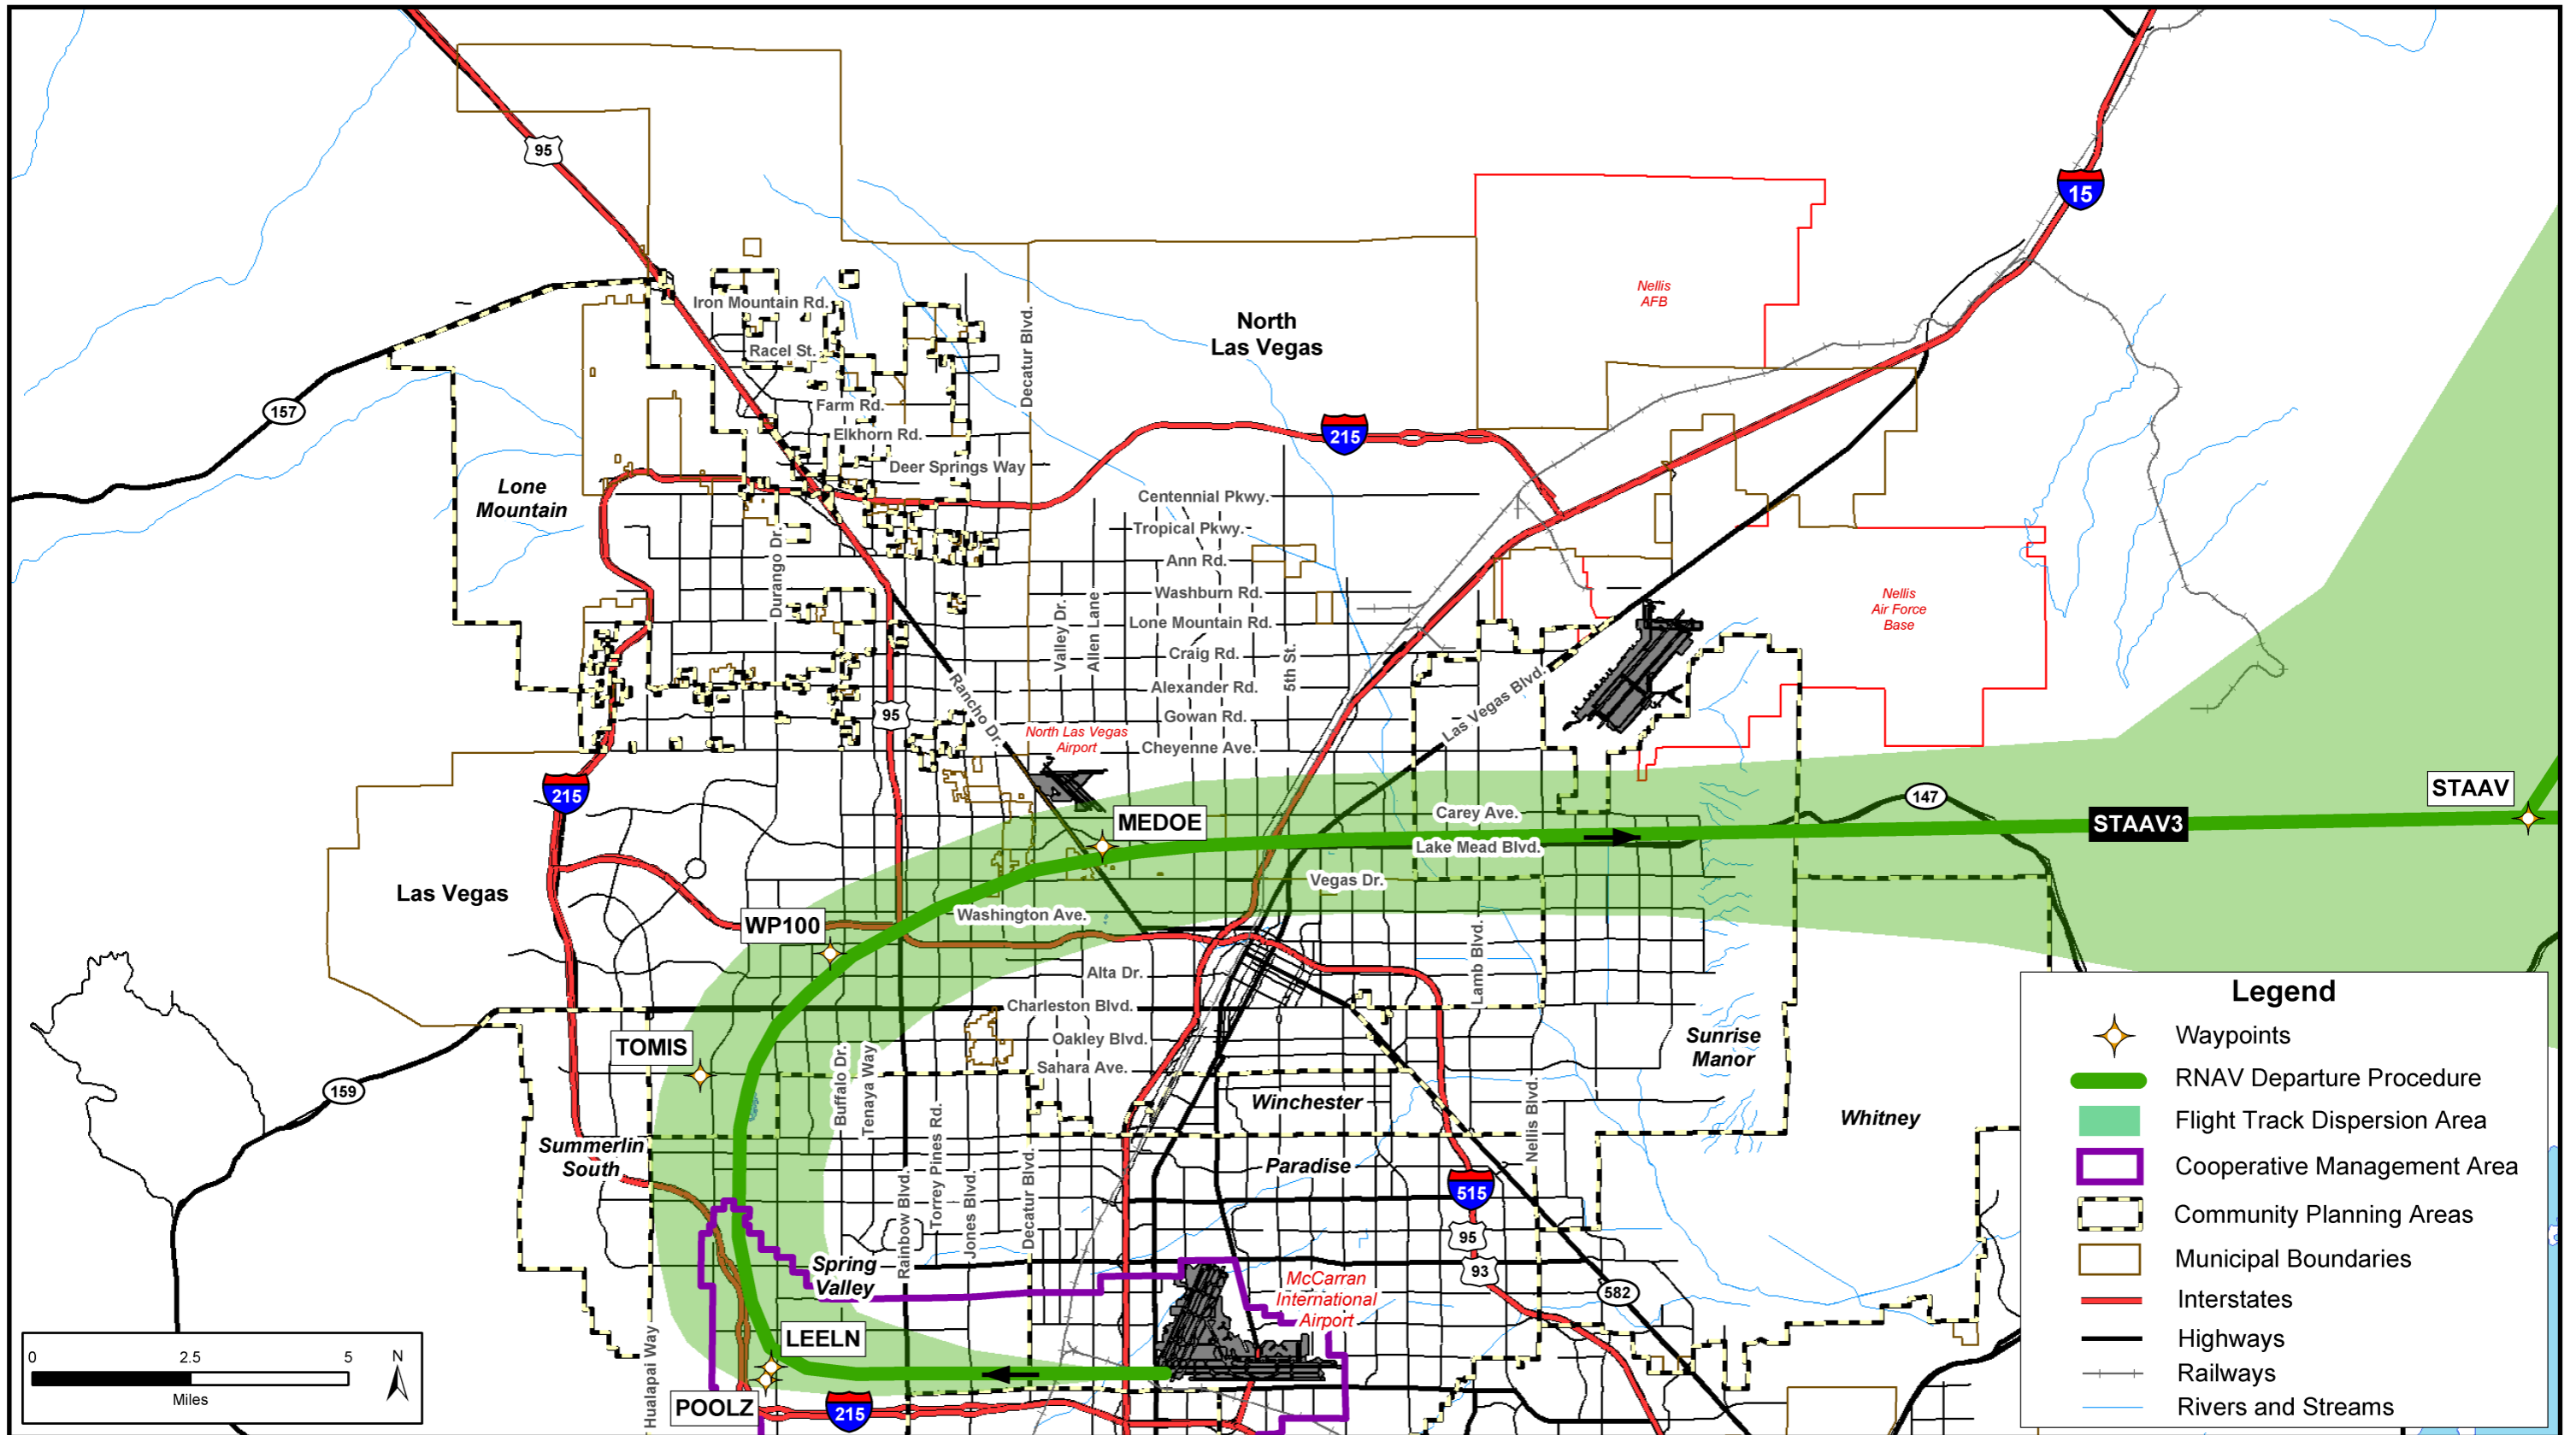 95
15
Nellis
AFB
Iron Mountain Rd.
North
Las Vegas
Racel St.
Decatur Blvd.
157
Farm Rd.
Elkhorn Rd.
215
Deer Springs Way
Lone
Mountain
Centennial Pkwy.
Tropical Pkwy.
Durango Dr.
Ann Rd.
Washburn Rd.
Nellis
Air Force
Base
Valley Dr.
Allen Lane
Lone Mountain Rd.
Craig Rd.
5th St.
Alexander Rd.
95
Rancho Dr.
Gowan Rd.
Las Vegas Blvd.
North Las Vegas
Airport
Cheyenne Ave.
215
147
STAAV
MEDOE
Carey Ave.
STAAV3
Lake Mead Blvd.
Las Vegas
Vegas Dr.
WP100
Washington Ave.
Lamb Blvd.
Alta Dr.
Charleston Blvd.
TOMIS
Oakley Blvd.
Sahara Ave.
Sunrise
Manor
Buffalo Dr.
Tenaya Way
159
Winchester
Whitney
Nellis Blvd.
Summerlin
South
Torrey Pines Rd.
Paradise
Rainbow Blvd.
Jones Blvd.
Decatur Blvd.
515
95
93
Spring
Valley
McCarran
International
Airport
582
LEELN
Hualapai Way
POOLZ
215
0 2.5 5
Miles
N
Legend
Waypoints
RNAV Departure Procedure
Flight Track Dispersion Area
Cooperative Management Area
Community Planning Areas
Municipal Boundaries
Interstates
Highways
Railways
Rivers and Streams